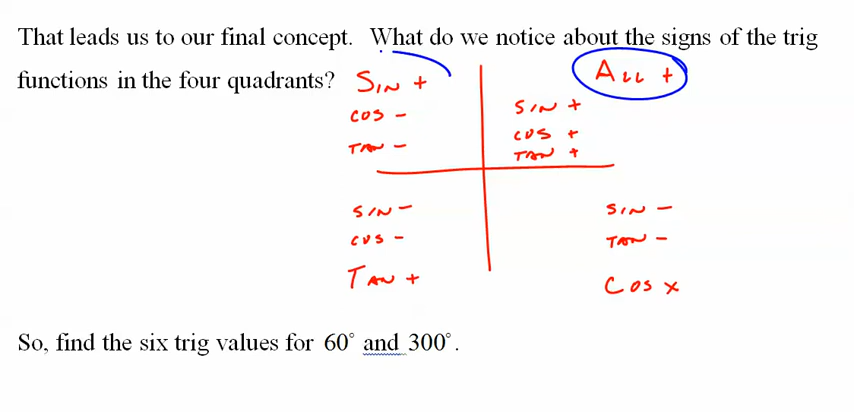 That leads us to our final concept. What do we notice about the signs of the trig
functions in the four quadrants? SIN +
ALL +
COS -
TAN -
SIN +
COS +
TAN +
SIN -
COS -
TAN +
SIN -
TAN -
COS x
So, find the six trig values for 60° and 300°.